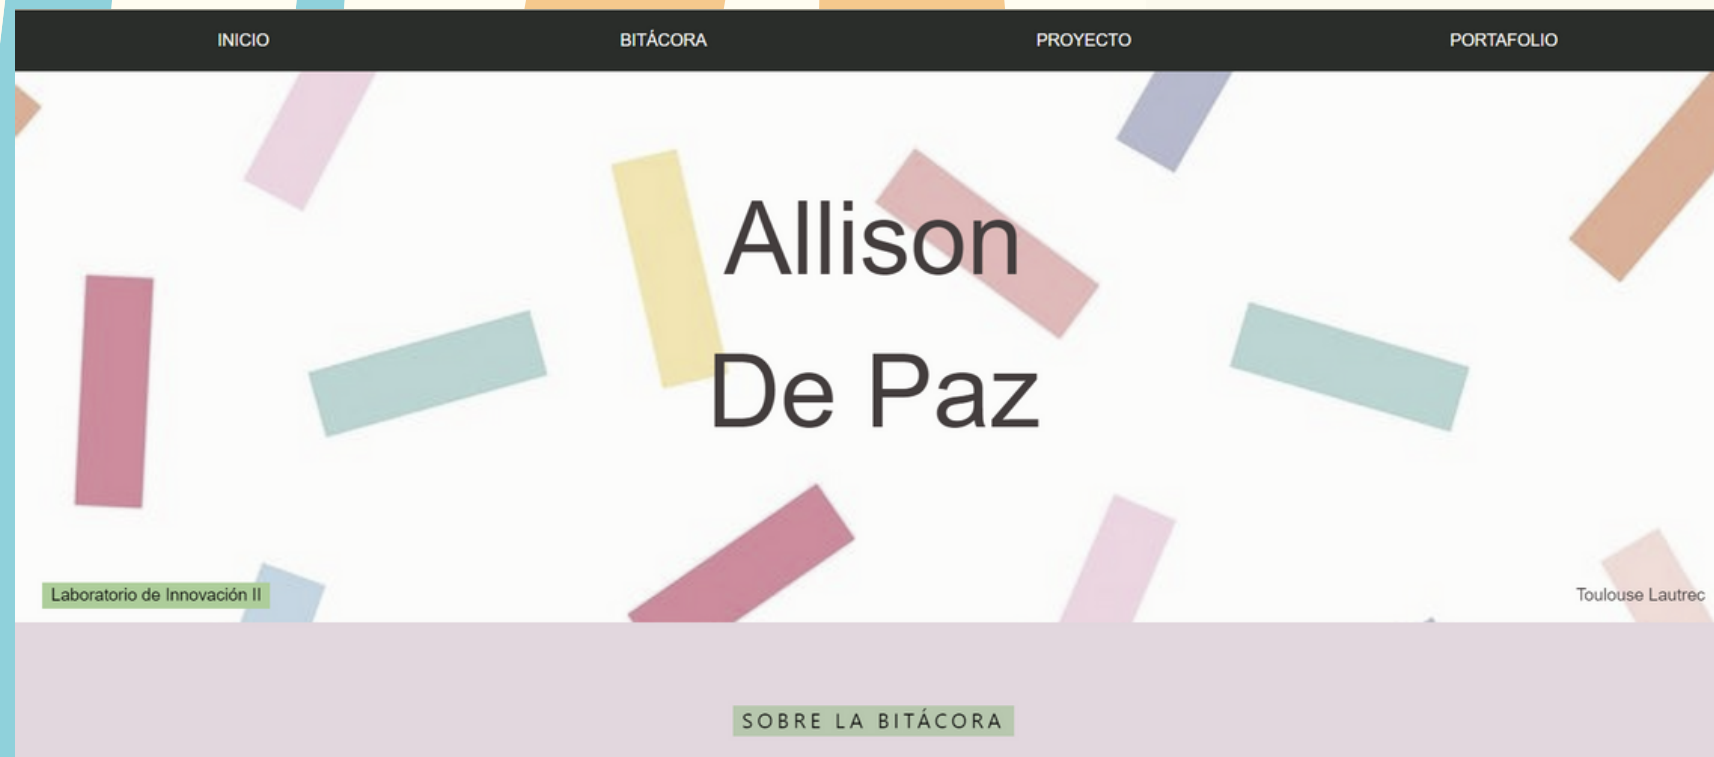 INICIO BITÁCORA PROYECTO PORTAFOLIO
Allison
De Paz
Laboratorio de Innovación II
Toulouse Lautrec
SOBRE LA BITÁCORA